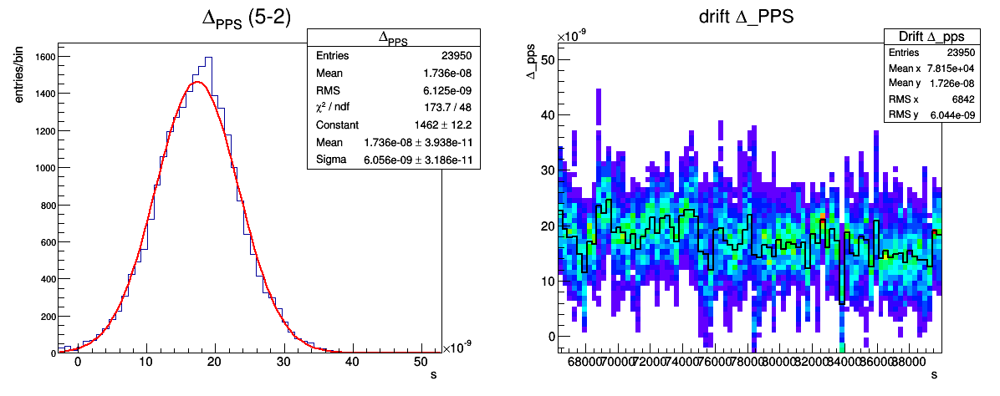 Δ_PPS (5-2)
entries/bin
1600
1400
1200
1000
800
600
400
200
0
0 10 20 30 40 50
×10⁻⁹
s
Δ_PPS
Entries 23950
Mean 1.736e-08
RMS 6.125e-09
χ² / ndf 173.7 / 48
Constant 1462 ± 12.2
Mean 1.736e-08 ± 3.938e-11
Sigma 6.056e-09 ± 3.186e-11
drift Δ_PPS
×10⁻⁹
Δ_pps
50
40
30
20
10
0
68000 70000 72000 74000 76000 78000 80000 82000 84000 86000 88000
s
Drift Δ_pps
Entries 23950
Mean x 7.815e+04
Mean y 1.726e-08
RMS x 6842
RMS y 6.044e-09